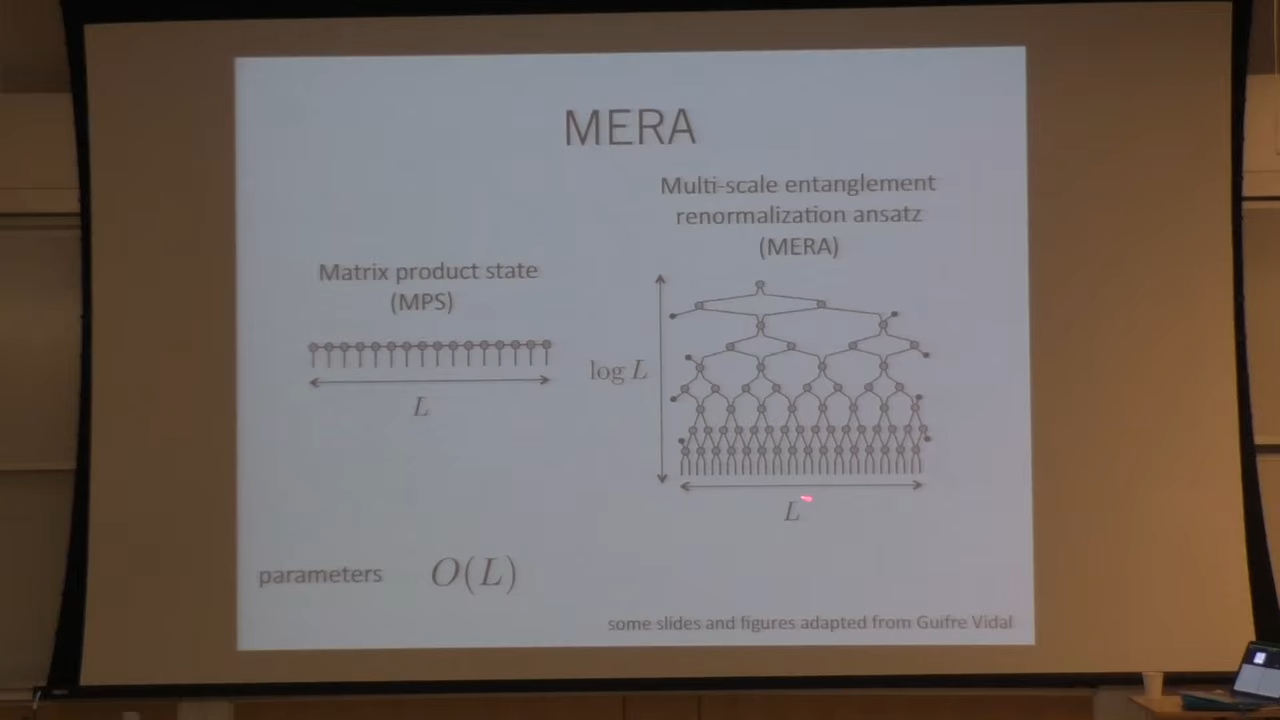 MERA
Multi-scale entanglement
renormalization ansatz
(MERA)
Matrix product state
(MPS)
L
log L
L
parameters O(L)
some slides and figures adapted from Guifre Vidal